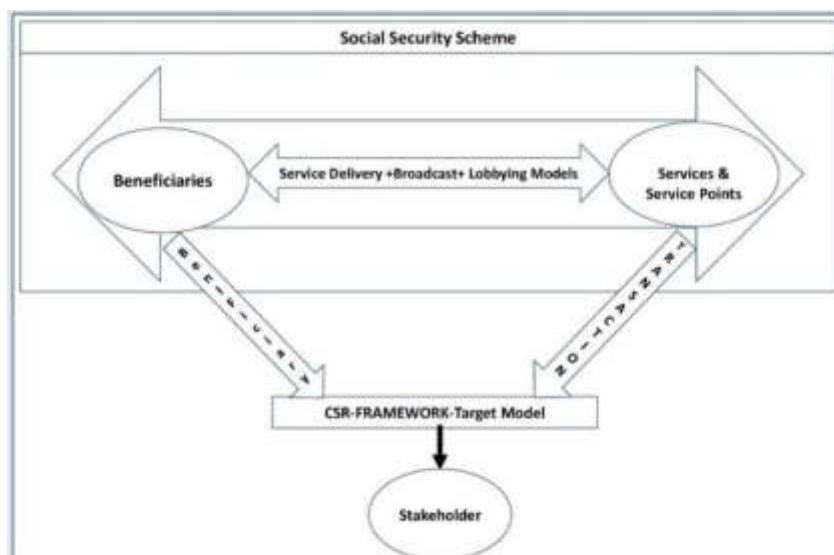 Social Security Scheme
Beneficiaries
Service Delivery +Broadcast+ Lobbying Models
Services &
Service Points
TRANSACTION
CSR-FRAMEWORK-Target Model
Stakeholder